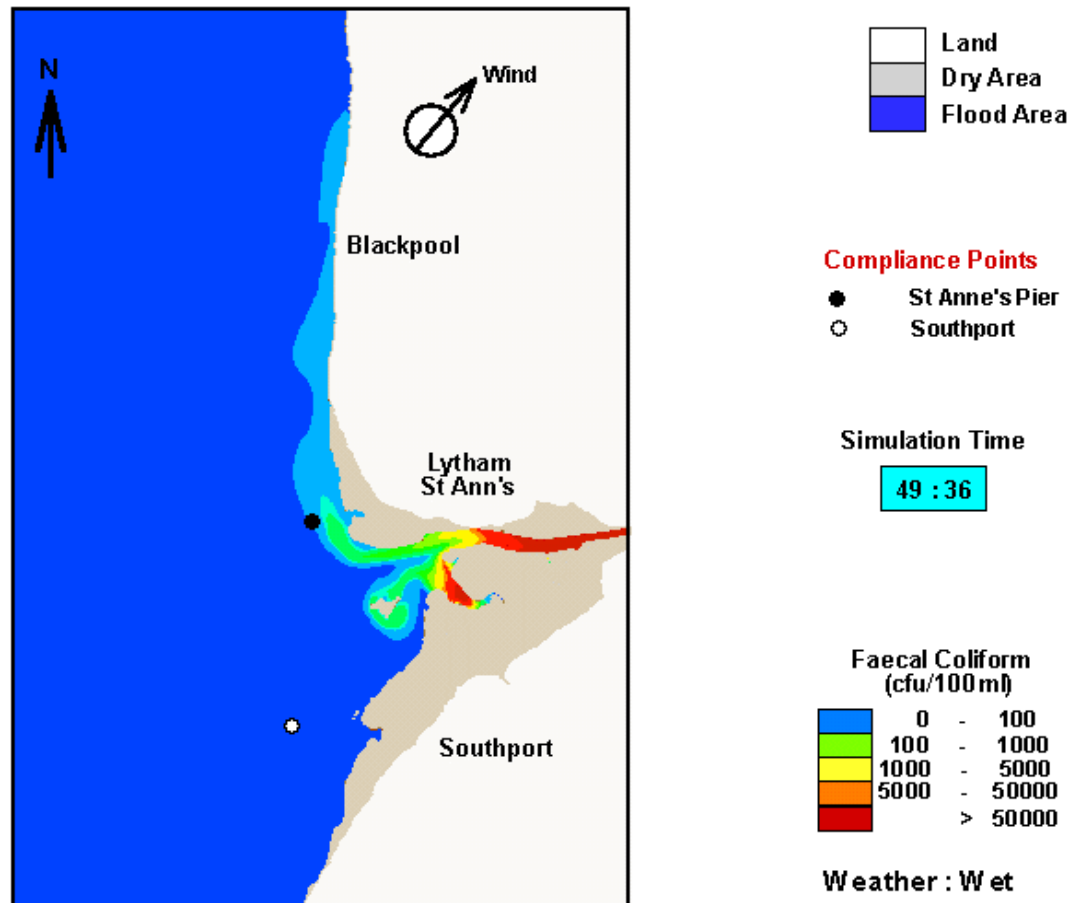 N
Wind
Blackpool
Lytham
St Ann's
Southport
Land
Dry Area
Flood Area
Compliance Points
St Anne's Pier
Southport
Simulation Time
49 : 36
Faecal Coliform
(cfu/100ml)
0 - 100
100 - 1000
1000 - 5000
5000 - 50000
> 50000
Weather : Wet